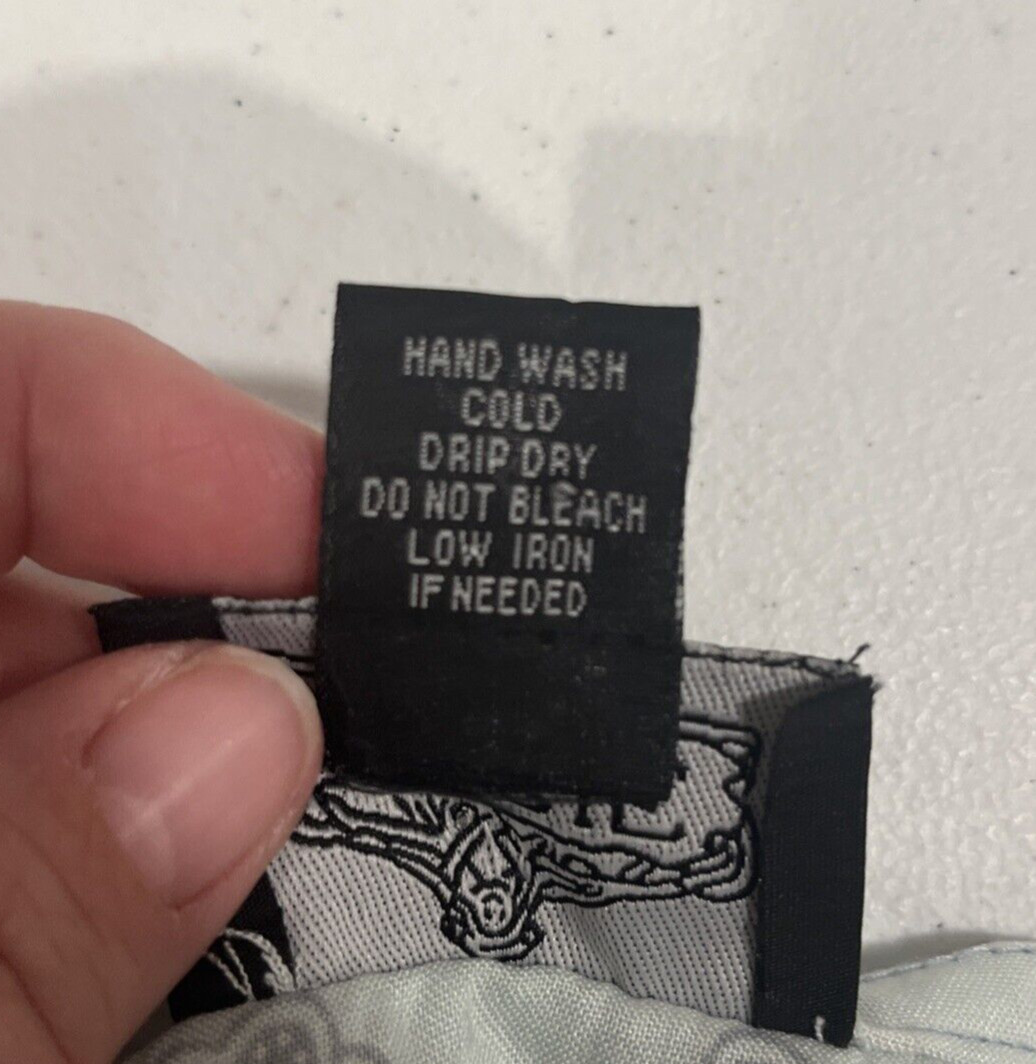 HAND WASH
COLD
DRIP DRY
DO NOT BLEACH
LOW IRON
IF NEEDED